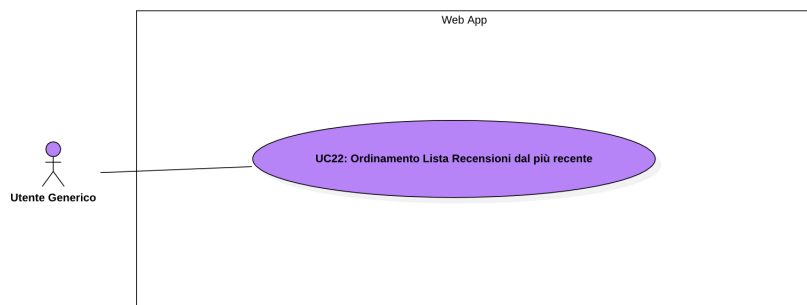 Web App
UC22: Ordinamento Lista Recensioni dal più recente
Utente Generico